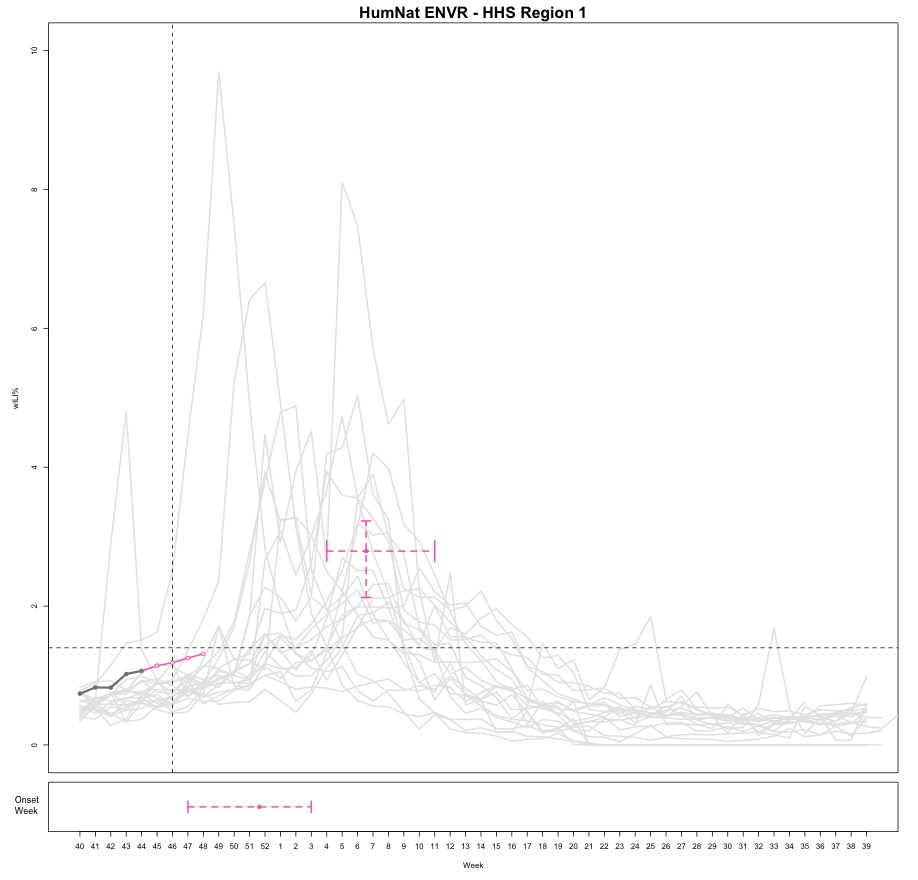 HumNat ENVR - HHS Region 1
10
8
6
4
2
0
wILI%
Onset
Week
40 41 42 43 44 45 46 47 48 49 50 51 52 1 2 3 4 5 6 7 8 9 10 11 12 13 14 15 16 17 18 19 20 21 22 23 24 25 26 27 28 29 30 31 32 33 34 35 36 37 38 39
Week